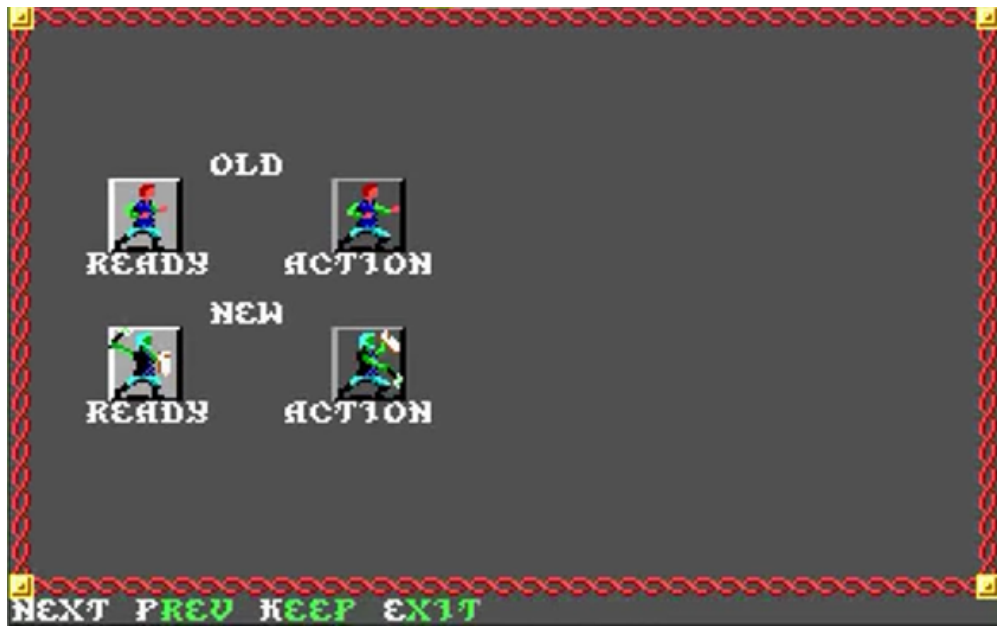 OLD
READY ACTION
NEW
READY ACTION
NEXT PREV KEEP EXIT